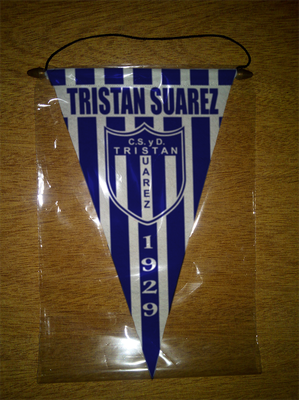 TRISTAN SUAREZ
C.S. y D.
TRISTAN
SUAREZ
1929